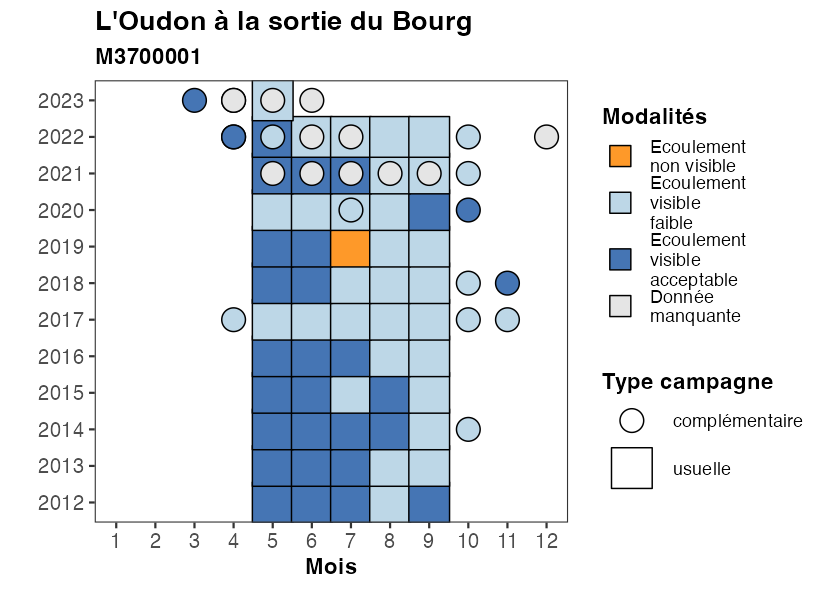 L'Oudon à la sortie du Bourg
M3700001
2023
2022
2021
2020
2019
2018
2017
2016
2015
2014
2013
2012
1 2 3 4 5 6 7 8 9 10 11 12
Mois
Modalités
Ecoulement
non visible
Ecoulement
visible
faible
Ecoulement
visible
acceptable
Donnée
manquante
Type campagne
complémentaire
usuelle